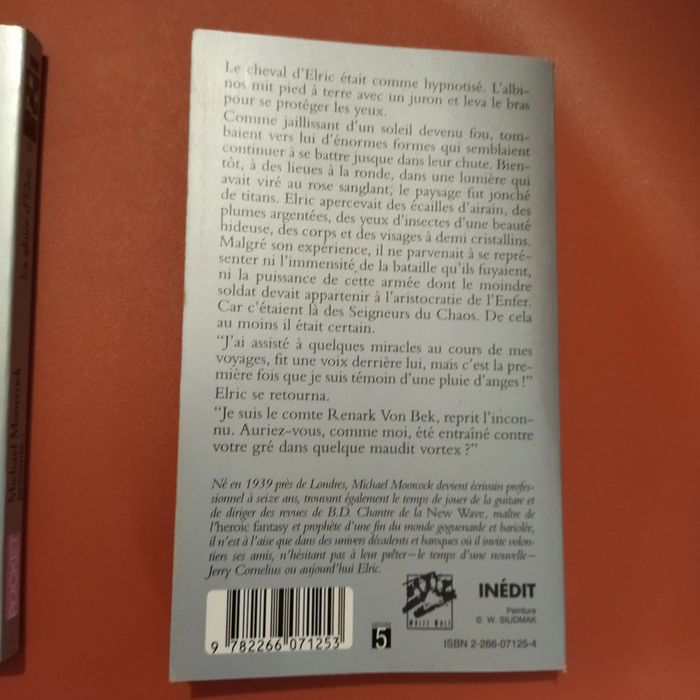 Le cheval d'Elric était comme hypnotisé. L'albi-
nos mit pied à terre avec un juron et leva le bras
pour se protéger les yeux.
Comme jaillissant d'un soleil devenu fou, tom-
baient vers lui d'énormes formes qui semblaient
continuer à se battre jusque dans leur chute. Bien-
tôt, à des lieues à la ronde, dans une lumière qui
avait viré au rose sanglant, le paysage fut jonché
de titans. Elric apercevait des écailles d'airain, des
plumes argentées, des yeux d'insectes d'une beauté
hideuse, des corps et des visages à demi cristallins.
Malgré son expérience, il ne parvenait à se repré-
senter ni l'immensité de la bataille qu'ils fuyaient,
ni la puissance de cette armée dont le moindre
soldat devait appartenir à l'aristocratie de l'Enfer.
Car c'étaient là des Seigneurs du Chaos. De cela
au moins il était certain.
"J'ai assisté à quelques miracles au cours de mes
voyages, fit une voix derrière lui, mais c'est la pre-
mière fois que je suis témoin d'une pluie d'anges !"
Elric se retourna.
"Je suis le comte Renark Von Bek, reprit l'incon-
nu. Auriez-vous, comme moi, été entraîné contre
votre gré dans quelque maudit vortex ?"
Né en 1939 près de Londres, Michael Moorcock devient écrivain profes-
sionnel à seize ans, trouvant également le temps de jouer de la guitare et
de diriger des revues de B.D. Chantre de la New Wave, maître de
l'heroic fantasy et prophète d'une fin du monde goguenarde et bariolée,
il n'est à l'aise que dans des univers décadents et baroques où il invite volon-
tiers ses amis, n'hésitant pas à leur prêter – le temps d'une nouvelle –
Jerry Cornelius ou aujourd'hui Elric.
9 782266 071253
5
WHITE WOLF
INÉDIT
Peinture
© W. SIUDMAK
ISBN 2-266-07125-4
La gloire d'Elric
Michael Moorcock
POCKET